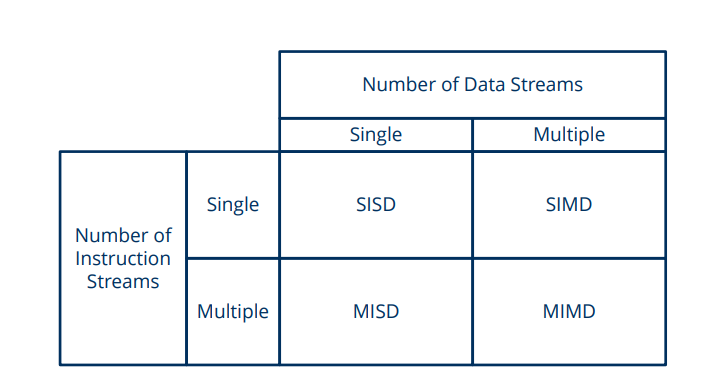 Number of Data Streams
Single Multiple
Number of
Instruction
Streams
Single SISD SIMD
Multiple MISD MIMD